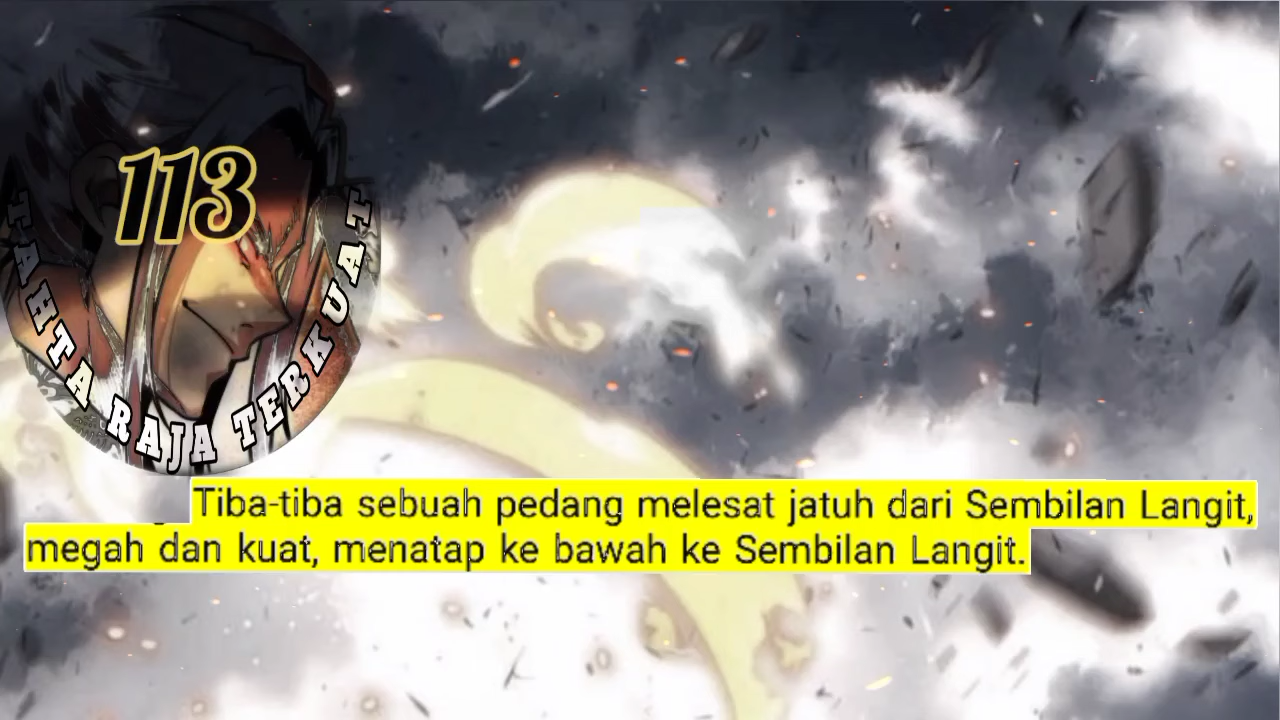 113
TAHTA RAJA TERKUAT
Tiba-tiba sebuah pedang melesat jatuh dari Sembilan Langit,
megah dan kuat, menatap ke bawah ke Sembilan Langit.